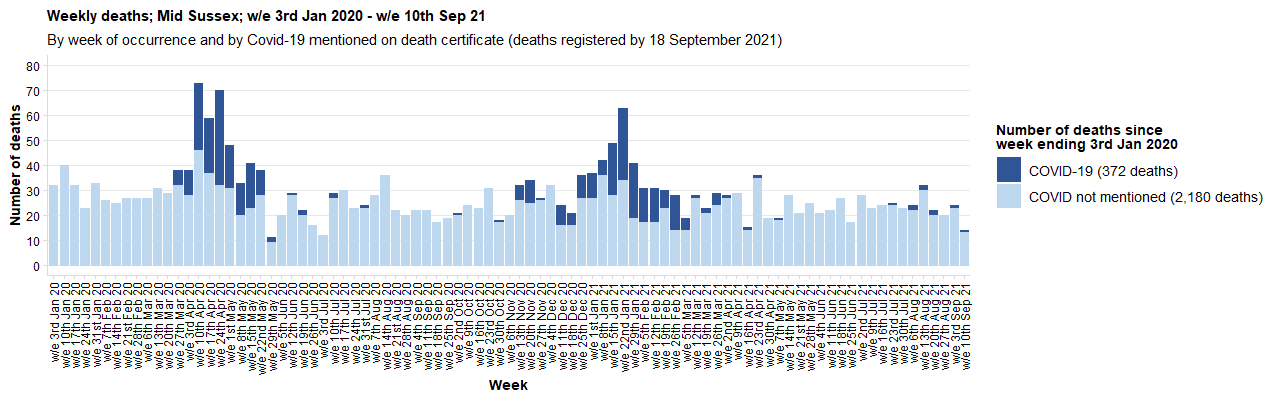 Weekly deaths; Mid Sussex; w/e 3rd Jan 2020 - w/e 10th Sep 21
By week of occurrence and by Covid-19 mentioned on death certificate (deaths registered by 18 September 2021)
Number of deaths
80
70
60
50
40
30
20
10
0
w/e 3rd Jan 20
w/e 10th Jan 20
w/e 17th Jan 20
w/e 24th Jan 20
w/e 31st Jan 20
w/e 7th Feb 20
w/e 14th Feb 20
w/e 21st Feb 20
w/e 28th Feb 20
w/e 6th Mar 20
w/e 13th Mar 20
w/e 20th Mar 20
w/e 27th Mar 20
w/e 3rd Apr 20
w/e 10th Apr 20
w/e 17th Apr 20
w/e 24th Apr 20
w/e 1st May 20
w/e 8th May 20
w/e 15th May 20
w/e 22nd May 20
w/e 29th May 20
w/e 5th Jun 20
w/e 12th Jun 20
w/e 19th Jun 20
w/e 26th Jun 20
w/e 3rd Jul 20
w/e 10th Jul 20
w/e 17th Jul 20
w/e 24th Jul 20
w/e 31st Jul 20
w/e 7th Aug 20
w/e 14th Aug 20
w/e 21st Aug 20
w/e 28th Aug 20
w/e 4th Sep 20
w/e 11th Sep 20
w/e 18th Sep 20
w/e 25th Sep 20
w/e 2nd Oct 20
w/e 9th Oct 20
w/e 16th Oct 20
w/e 23rd Oct 20
w/e 30th Oct 20
w/e 6th Nov 20
w/e 13th Nov 20
w/e 20th Nov 20
w/e 27th Nov 20
w/e 4th Dec 20
w/e 11th Dec 20
w/e 18th Dec 20
w/e 25th Dec 20
w/e 1st Jan 21
w/e 8th Jan 21
w/e 15th Jan 21
w/e 22nd Jan 21
w/e 29th Jan 21
w/e 5th Feb 21
w/e 12th Feb 21
w/e 19th Feb 21
w/e 26th Feb 21
w/e 5th Mar 21
w/e 12th Mar 21
w/e 19th Mar 21
w/e 26th Mar 21
w/e 2nd Apr 21
w/e 9th Apr 21
w/e 16th Apr 21
w/e 23rd Apr 21
w/e 30th Apr 21
w/e 7th May 21
w/e 14th May 21
w/e 21st May 21
w/e 28th May 21
w/e 4th Jun 21
w/e 11th Jun 21
w/e 18th Jun 21
w/e 25th Jun 21
w/e 2nd Jul 21
w/e 9th Jul 21
w/e 16th Jul 21
w/e 23rd Jul 21
w/e 30th Jul 21
w/e 6th Aug 21
w/e 13th Aug 21
w/e 20th Aug 21
w/e 27th Aug 21
w/e 3rd Sep 21
w/e 10th Sep 21
Week
Number of deaths since
week ending 3rd Jan 2020
COVID-19 (372 deaths)
COVID not mentioned (2,180 deaths)